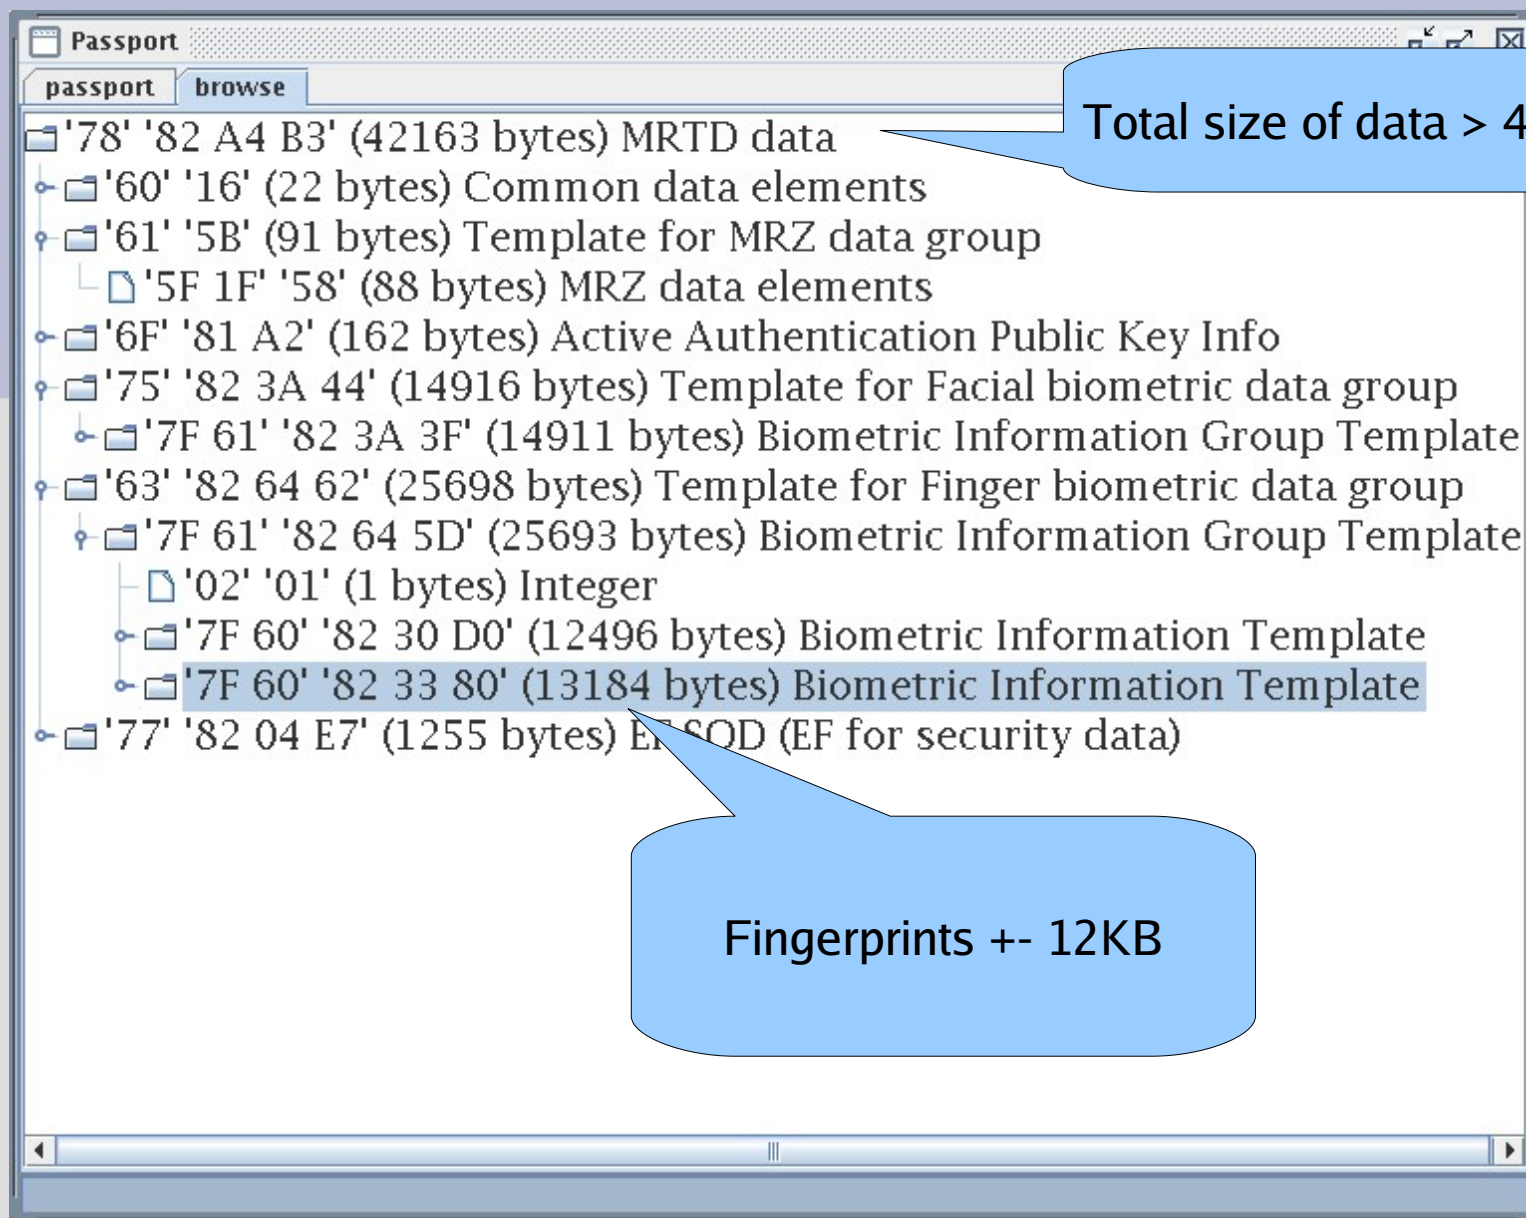 Passport
passport browse
Total size of data > 4
'78' '82 A4 B3' (42163 bytes) MRTD data
'60' '16' (22 bytes) Common data elements
'61' '5B' (91 bytes) Template for MRZ data group
'5F 1F' '58' (88 bytes) MRZ data elements
'6F' '81 A2' (162 bytes) Active Authentication Public Key Info
'75' '82 3A 44' (14916 bytes) Template for Facial biometric data group
'7F 61' '82 3A 3F' (14911 bytes) Biometric Information Group Template
'63' '82 64 62' (25698 bytes) Template for Finger biometric data group
'7F 61' '82 64 5D' (25693 bytes) Biometric Information Group Template
'02' '01' (1 bytes) Integer
'7F 60' '82 30 D0' (12496 bytes) Biometric Information Template
'7F 60' '82 33 80' (13184 bytes) Biometric Information Template
'77' '82 04 E7' (1255 bytes) (EF for security data)
Fingerprints +- 12KB